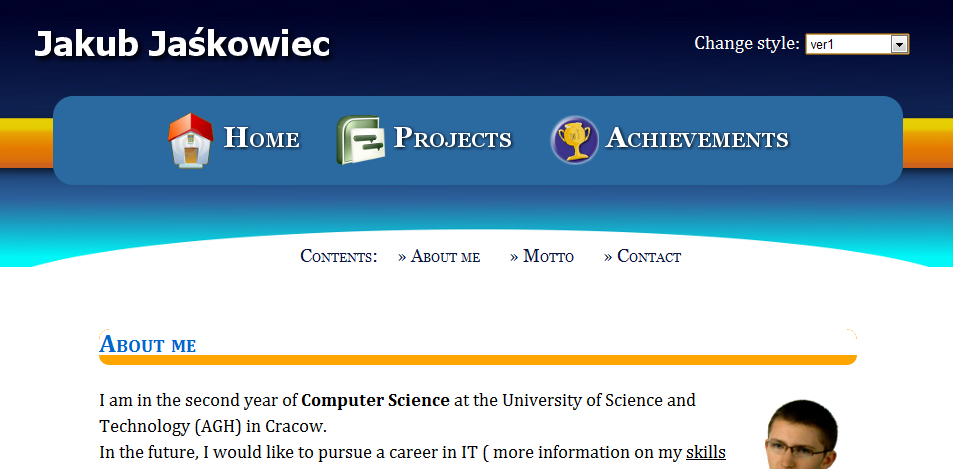 Jakub Jaśkowiec
Change style: ver1
Home Projects Achievements
Contents: » About me » Motto » Contact
About me
I am in the second year of Computer Science at the University of Science and
Technology (AGH) in Cracow.
In the future, I would like to pursue a career in IT ( more information on my skills